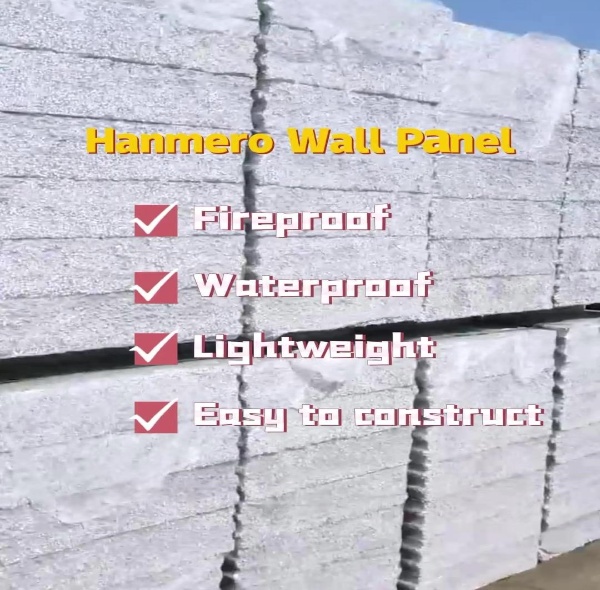 Hanmero Wall Panel
Fireproof
Waterproof
Lightweight
Easy to construct